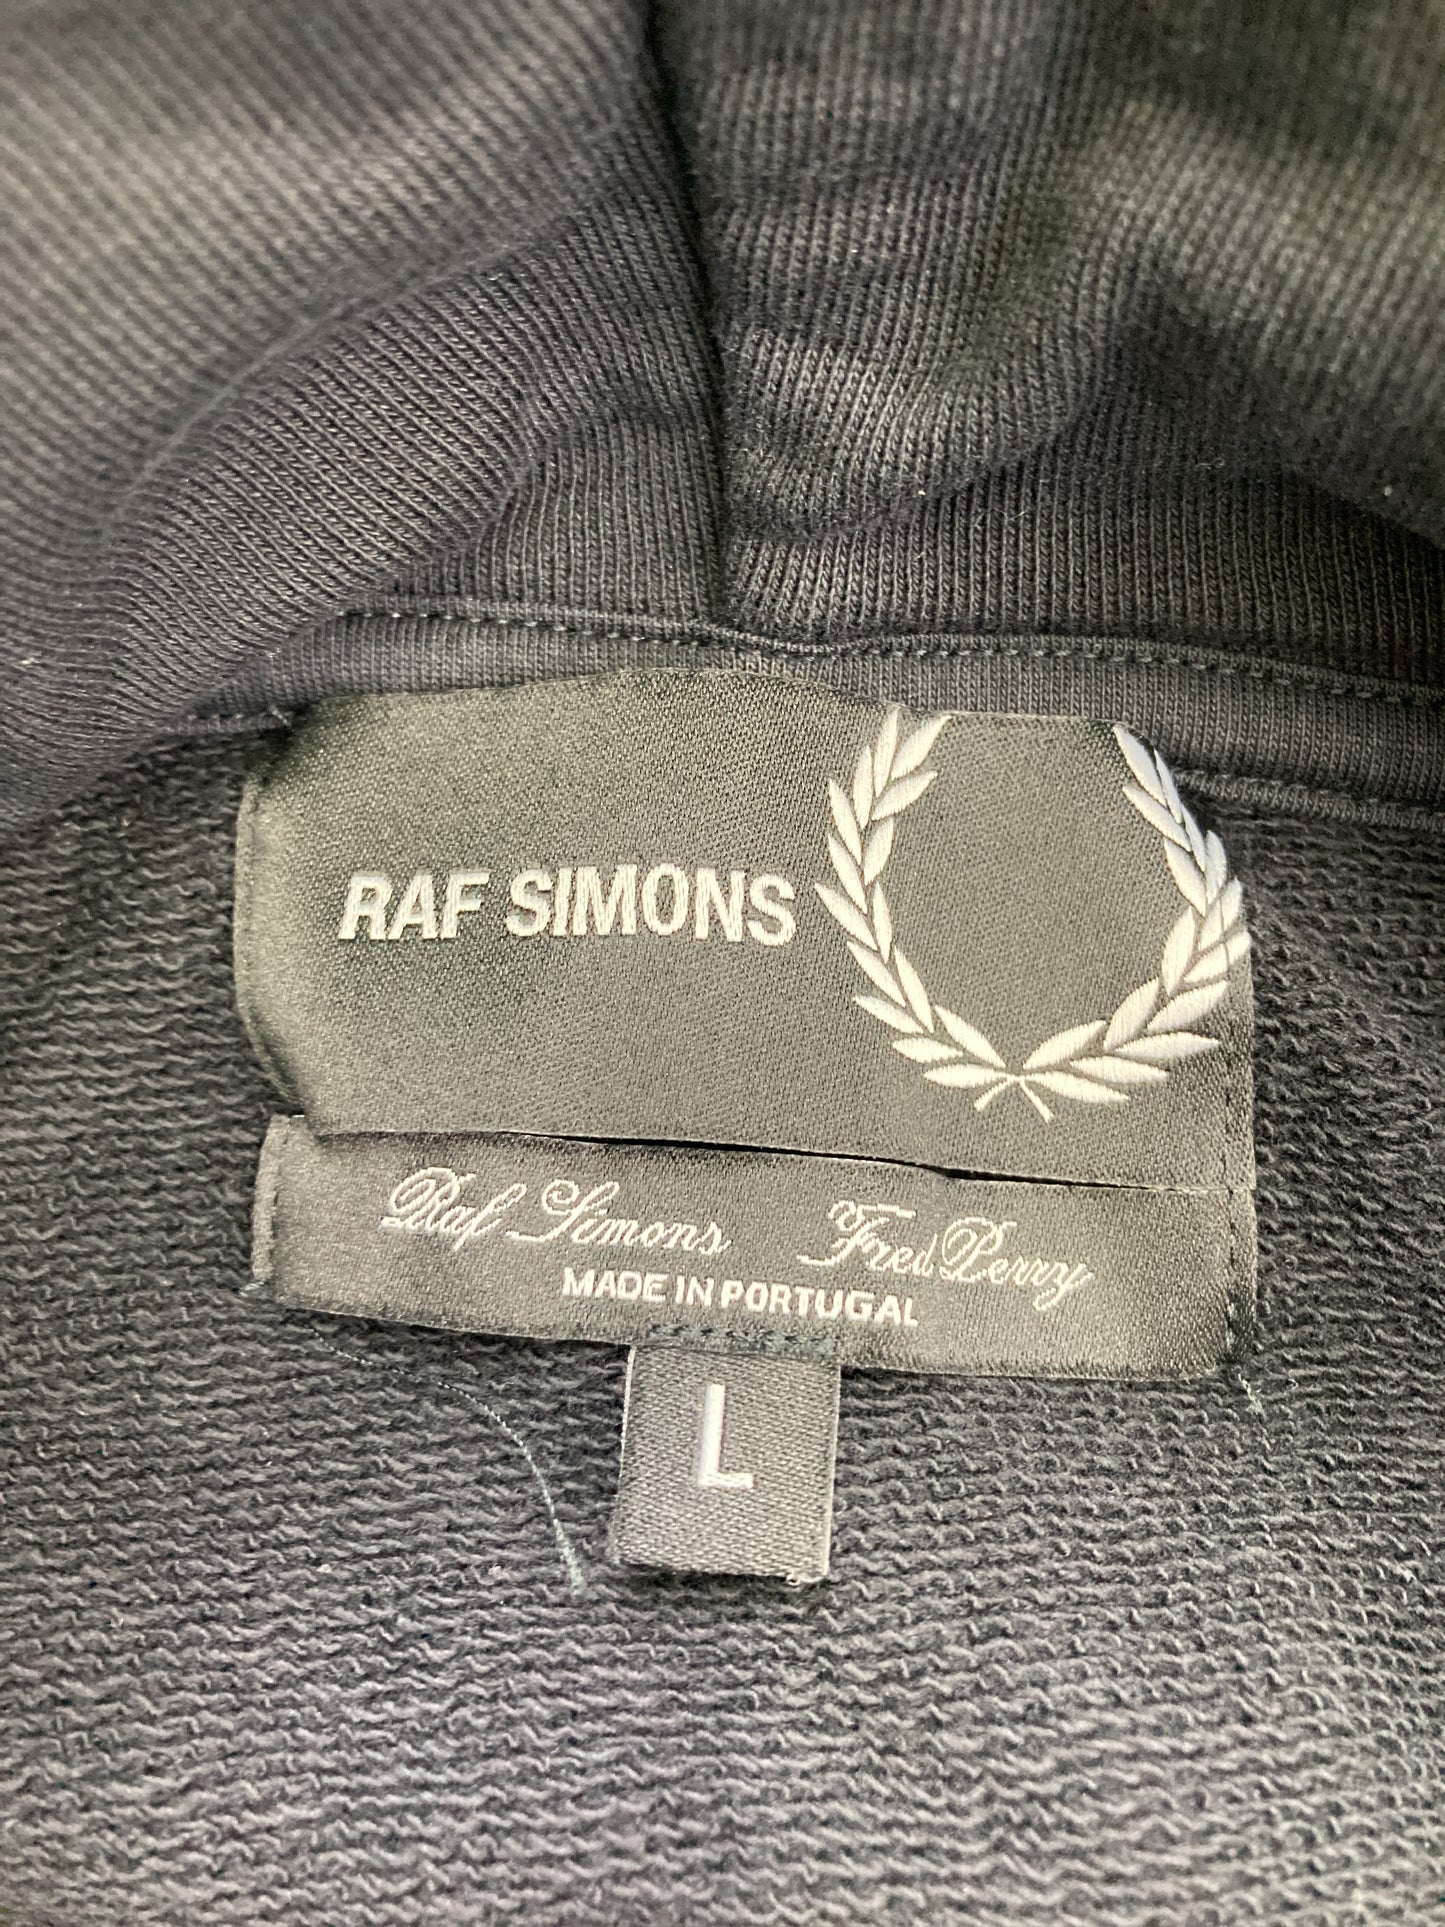 RAF SIMONS
Raf Simons Fred Perry
MADE IN PORTUGAL
L